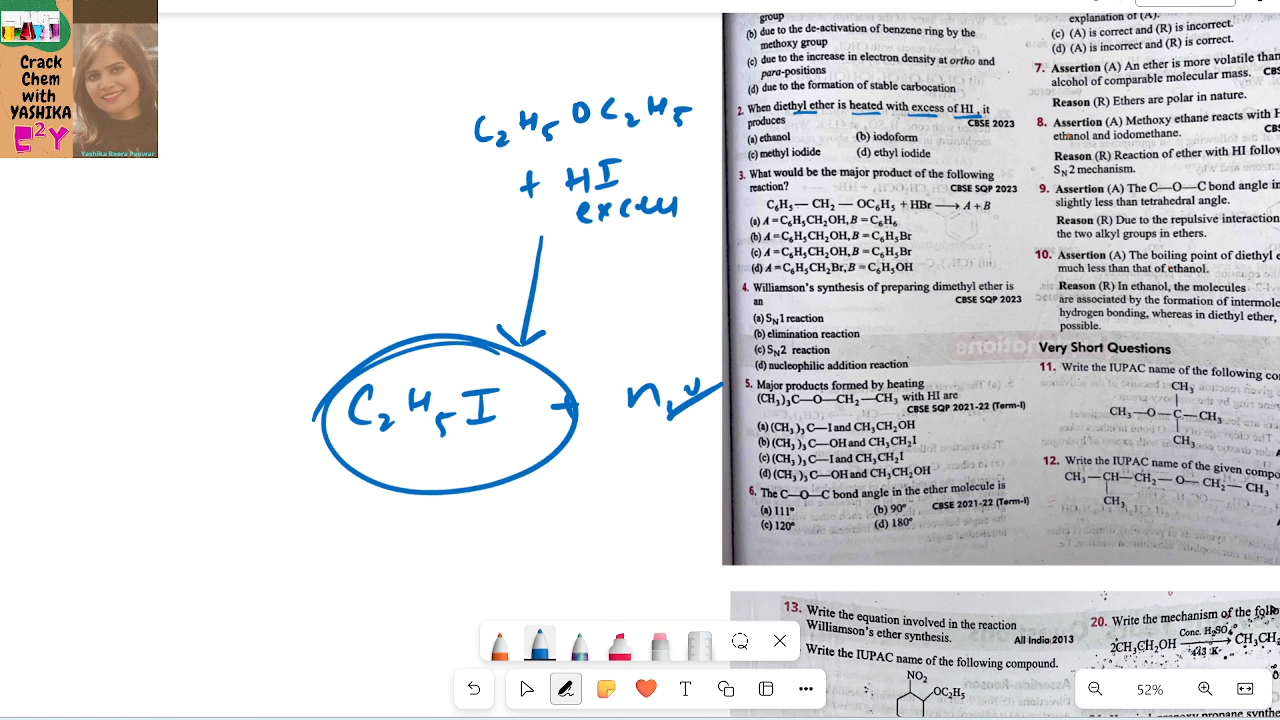 Crack
Chem
with
YASHIKA
E2Y
Yashika Boora Panwar
C2H5OC2H5
+ HI
excess
C2H5I + H2O
group
(b) due to the de-activation of benzene ring by the
methoxy group
(c) due to the increase in electron density at ortho and
para-positions
(d) due to the formation of stable carbocation
2. When diethyl ether is heated with excess of HI, it
produces CBSE 2023
(a) ethanol (b) iodoform
(c) methyl iodide (d) ethyl iodide
3. What would be the major product of the following
reaction? CBSE SQP 2023
C6H5—CH2—OC6H5 + HBr ⟶ A + B
(a) A = C6H5CH2OH, B = C6H6
(b) A = C6H5CH2OH, B = C6H5Br
(c) A = C6H5CH2OH, B = C6H5Br
(d) A = C6H5CH2Br, B = C6H5OH
4. Williamson's synthesis of preparing dimethyl ether is
an CBSE SQP 2023
(a) SN1 reaction
(b) elimination reaction
(c) SN2 reaction
(d) nucleophilic addition reaction
5. Major products formed by heating
(CH3)3C—O—CH2—CH3 with HI are
CBSE SQP 2021-22 (Term-I)
(a) (CH3)3C—I and CH3CH2OH
(b) (CH3)3C—OH and CH3CH2I
(c) (CH3)3C—I and CH3CH2I
(d) (CH3)3C—OH and CH3CH2OH
6. The C—O—C bond angle in the ether molecule is
CBSE 2021-22 (Term-I)
(a) 111° (b) 90°
(c) 120° (d) 180°
explanation of (A).
(c) (A) is correct and (R) is incorrect.
(d) (A) is incorrect and (R) is correct.
7. Assertion (A) An ether is more volatile than
alcohol of comparable molecular mass. CBS
Reason (R) Ethers are polar in nature.
8. Assertion (A) Methoxy ethane reacts with H
ethanol and iodomethane. CB
Reason (R) Reaction of ether with HI follow
SN2 mechanism.
9. Assertion (A) The C—O—C bond angle in
slightly less than tetrahedral angle.
Reason (R) Due to the repulsive interaction
the two alkyl groups in ethers.
10. Assertion (A) The boiling point of diethyl e
much less than that of ethanol.
Reason (R) In ethanol, the molecules
are associated by the formation of intermole
hydrogen bonding, whereas in diethyl ether,
possible.
Very Short Questions
11. Write the IUPAC name of the following co
CH3
CH3—O—C—CH3
CH3
12. Write the IUPAC name of the given compo
CH3—CH—CH2—O—CH2—CH3
CH3
13. Write the equation involved in the reaction
Williamson's ether synthesis. All India 2013
Write the IUPAC name of the following compound.
NO2
OC2H5
20. Write the mechanism of the follo
2CH3CH2OH Conc. H2SO4 413 K CH3CH2
T
52%